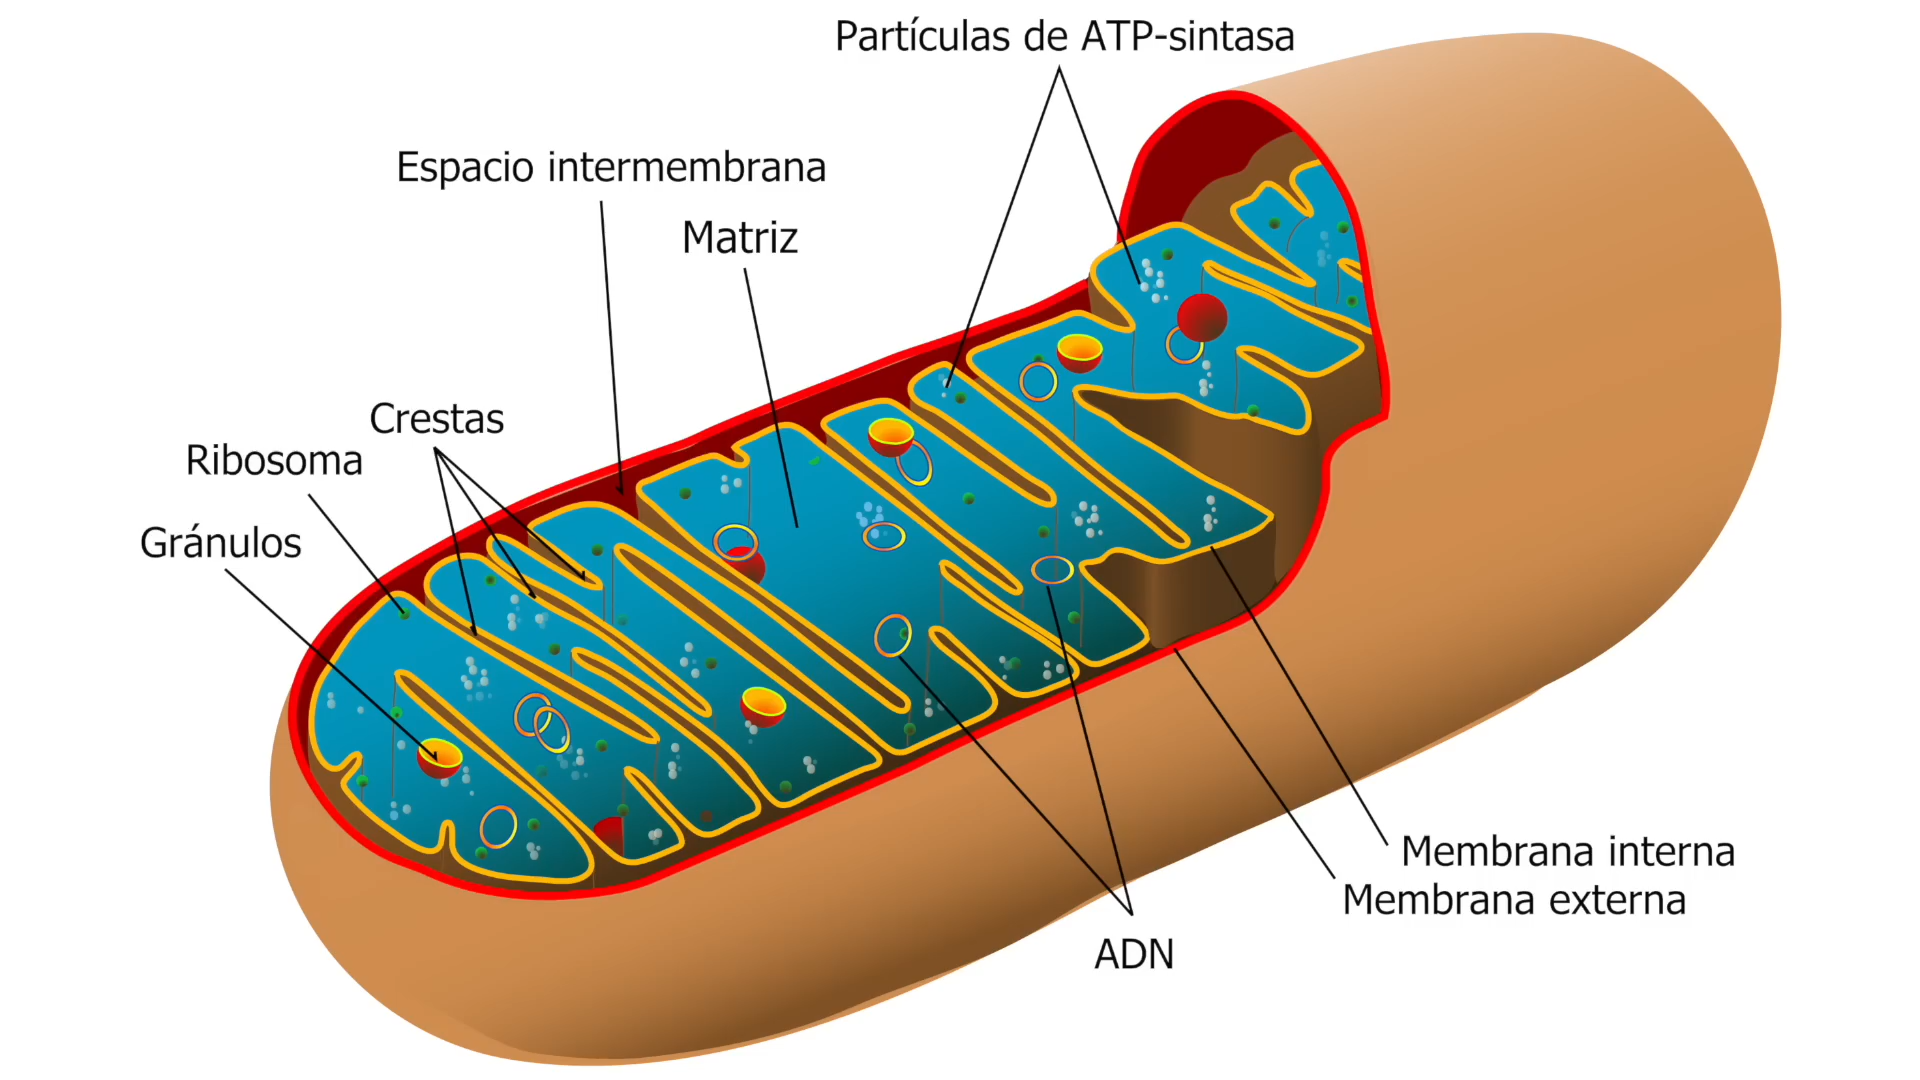 Partículas de ATP-sintasa
Espacio intermembrana
Matriz
Crestas
Ribosoma
Gránulos
Membrana interna
Membrana externa
ADN